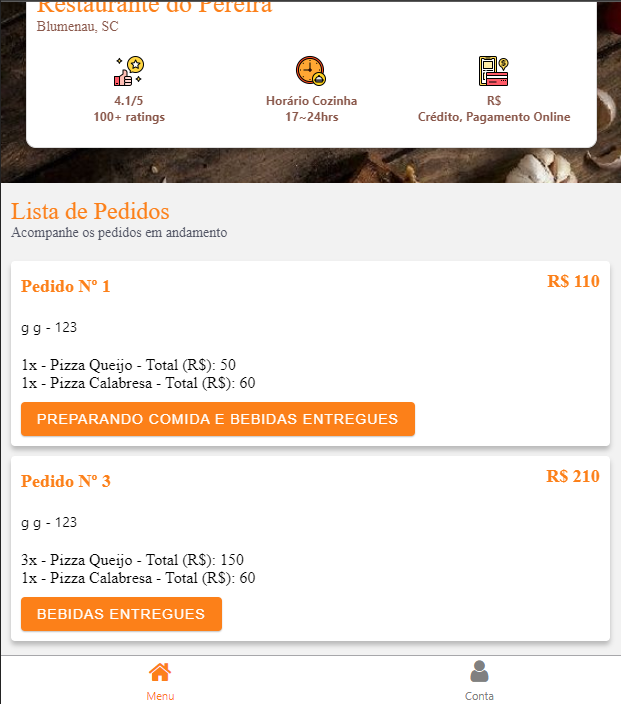 Restaurante do Pereira
Blumenau, SC
4.1/5
100+ ratings
Horário Cozinha
17~24hrs
R$
Crédito, Pagamento Online
Lista de Pedidos
Acompanhe os pedidos em andamento
Pedido Nº 1
R$ 110
g g - 123
1x - Pizza Queijo - Total (R$): 50
1x - Pizza Calabresa - Total (R$): 60
PREPARANDO COMIDA E BEBIDAS ENTREGUES
Pedido Nº 3
R$ 210
g g - 123
3x - Pizza Queijo - Total (R$): 150
1x - Pizza Calabresa - Total (R$): 60
BEBIDAS ENTREGUES
Menu
Conta